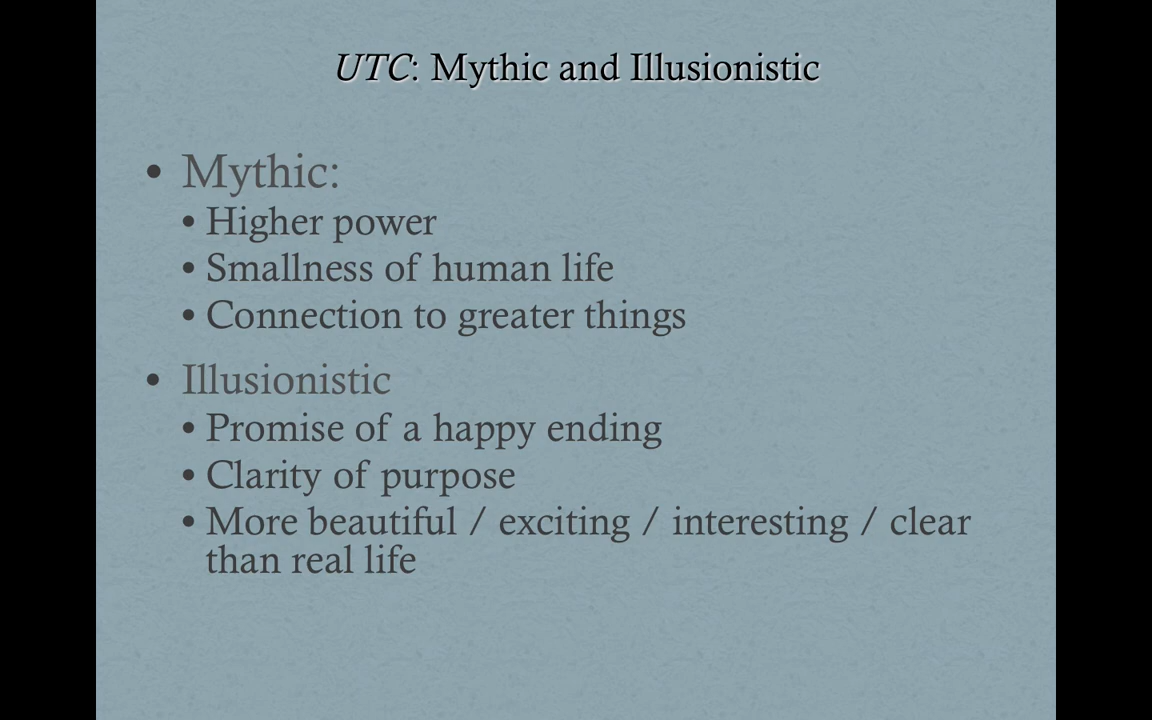 UTC: Mythic and Illusionistic
• Mythic:
• Higher power
• Smallness of human life
• Connection to greater things
• Illusionistic
• Promise of a happy ending
• Clarity of purpose
• More beautiful / exciting / interesting / clear
than real life